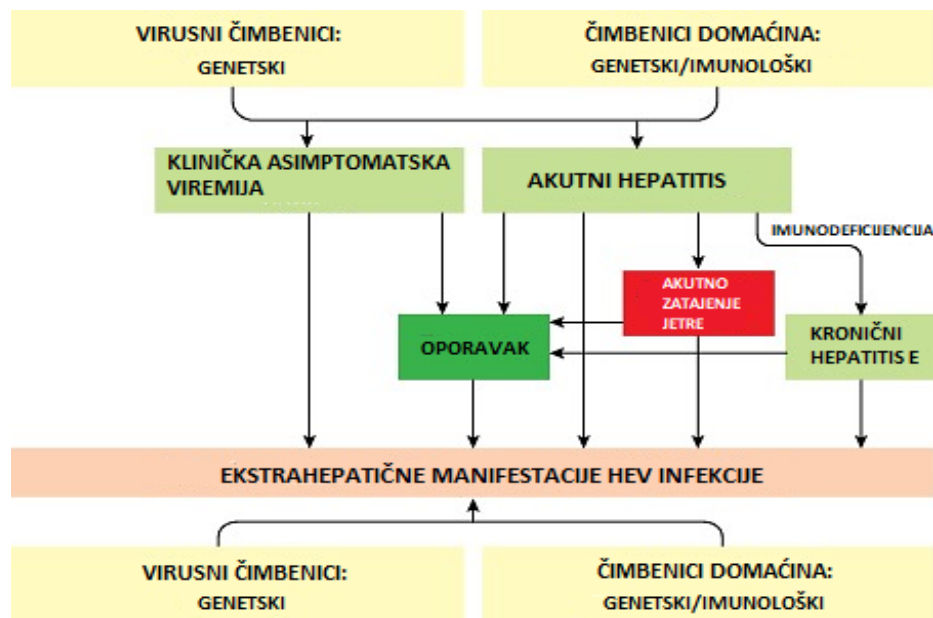 VIRUSNI ČIMBENICI:
GENETSKI
ČIMBENICI DOMAĆINA:
GENETSKI/IMUNOLOŠKI
KLINIČKA ASIMPTOMATSKA
VIREMIJA
AKUTNI HEPATITIS
IMUNODEFICIJENCIJA
AKUTNO
ZATAJENJE
JETRE
OPORAVAK
KRONIČNI
HEPATITIS E
EKSTRAHEPATIČNE MANIFESTACIJE HEV INFEKCIJE
VIRUSNI ČIMBENICI:
GENETSKI
ČIMBENICI DOMAĆINA:
GENETSKI/IMUNOLOŠKI